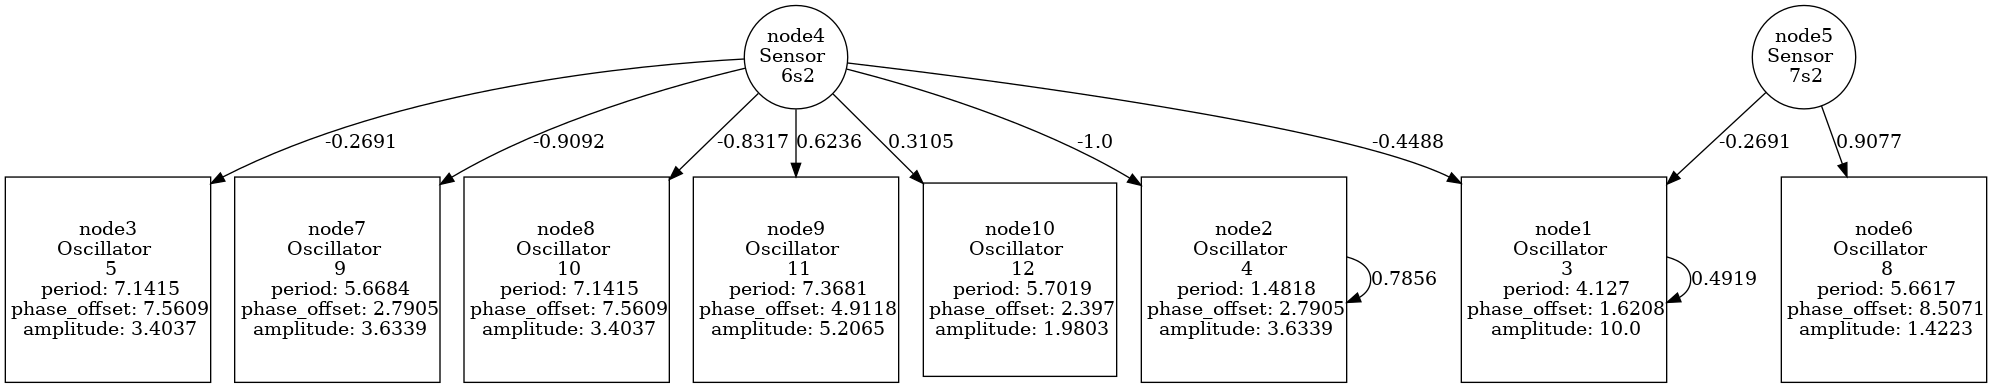 node4
Sensor
6s2
node5
Sensor
7s2
-0.2691
-0.9092
-0.8317
0.6236
0.3105
-1.0
-0.4488
-0.2691
0.9077
node3
Oscillator
5
period: 7.1415
phase_offset: 7.5609
amplitude: 3.4037
node7
Oscillator
9
period: 5.6684
phase_offset: 2.7905
amplitude: 3.6339
node8
Oscillator
10
period: 7.1415
phase_offset: 7.5609
amplitude: 3.4037
node9
Oscillator
11
period: 7.3681
phase_offset: 4.9118
amplitude: 5.2065
node10
Oscillator
12
period: 5.7019
phase_offset: 2.397
amplitude: 1.9803
node2
Oscillator
4
period: 1.4818
phase_offset: 2.7905
amplitude: 3.6339
0.7856
node1
Oscillator
3
period: 4.127
phase_offset: 1.6208
amplitude: 10.0
0.4919
node6
Oscillator
8
period: 5.6617
phase_offset: 8.5071
amplitude: 1.4223